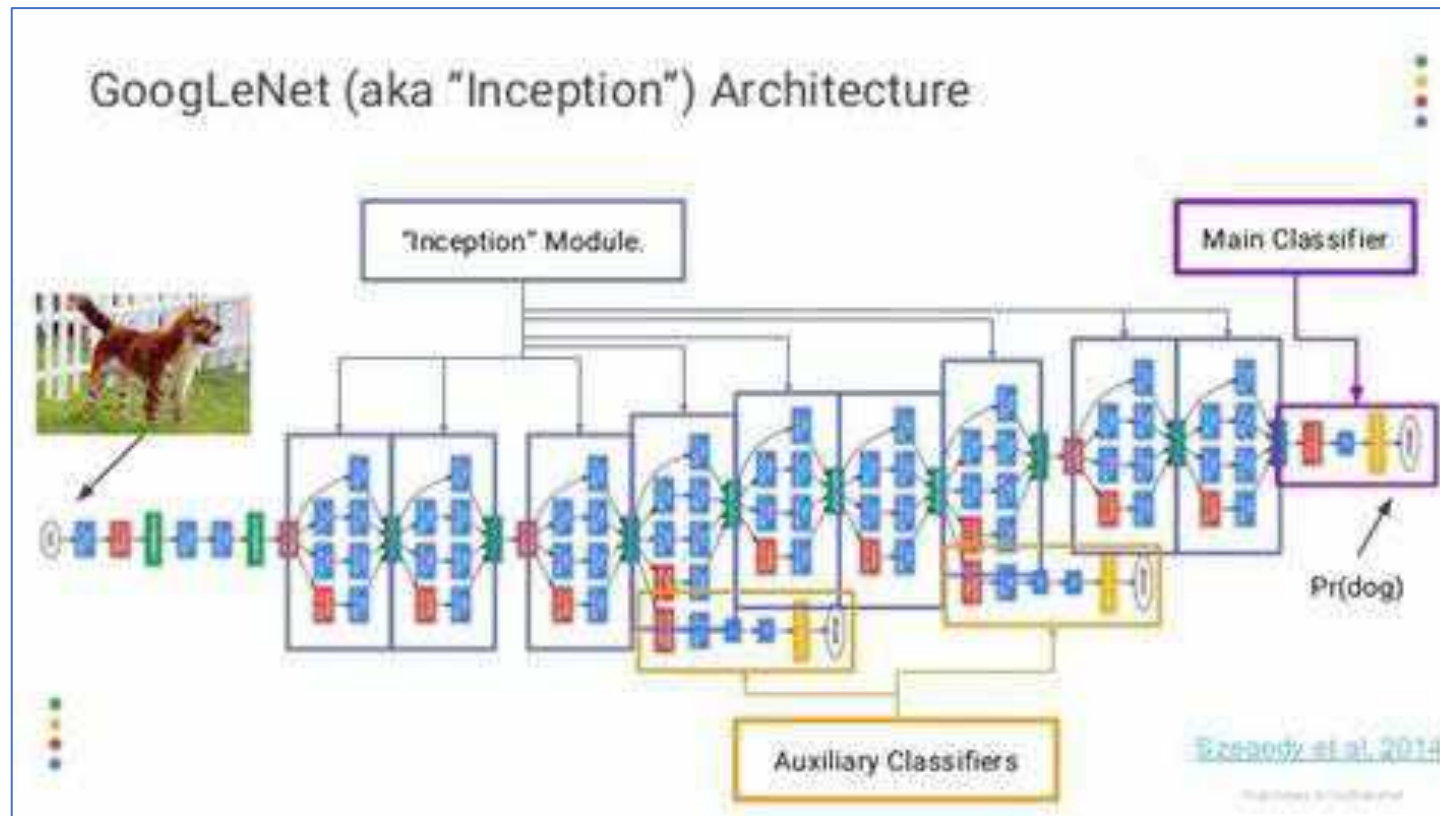 GoogLeNet (aka "Inception") Architecture
"Inception" Module.
Main Classifier
Pr(dog)
Auxiliary Classifiers
Szegedy et al. 2014